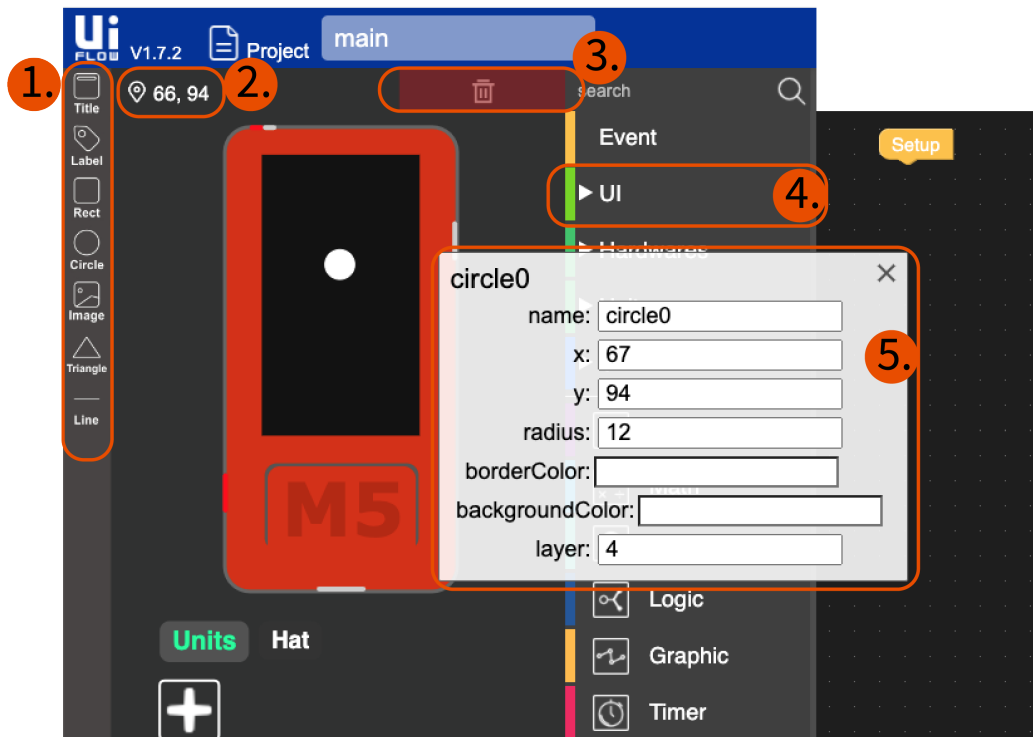 Ui
FLOW
V1.7.2
Project
main
1.
Title
Label
Rect
Circle
Image
Triangle
Line
66, 94
2.
3.
search
Event
UI
4.
Hardwares
circle0
name: circle0
x: 67
y: 94
radius: 12
borderColor:
backgroundColor:
layer: 4
5.
Math
Logic
Graphic
Timer
M5
Units
Hat
Setup